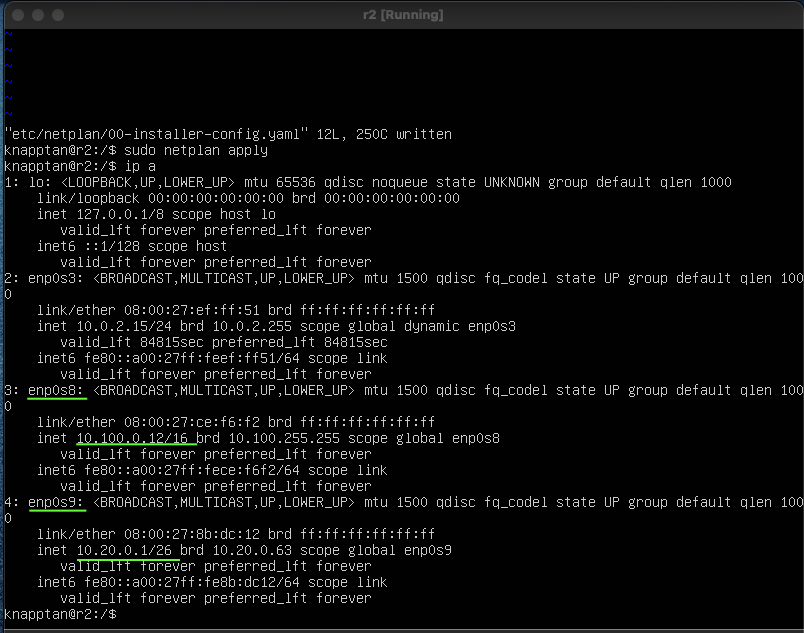 r2 [Running]
~
~
~
~
~
~
"etc/netplan/00-installer-config.yaml" 12L, 250C written
knapptan@r2:/$ sudo netplan apply
knapptan@r2:/$ ip a
1: lo: <LOOPBACK,UP,LOWER_UP> mtu 65536 qdisc noqueue state UNKNOWN group default qlen 1000
link/loopback 00:00:00:00:00:00 brd 00:00:00:00:00:00
inet 127.0.0.1/8 scope host lo
valid_lft forever preferred_lft forever
inet6 ::1/128 scope host
valid_lft forever preferred_lft forever
2: enp0s3: <BROADCAST,MULTICAST,UP,LOWER_UP> mtu 1500 qdisc fq_codel state UP group default qlen 100
0
link/ether 08:00:27:ef:ff:51 brd ff:ff:ff:ff:ff:ff
inet 10.0.2.15/24 brd 10.0.2.255 scope global dynamic enp0s3
valid_lft 84815sec preferred_lft 84815sec
inet6 fe80::a00:27ff:feef:ff51/64 scope link
valid_lft forever preferred_lft forever
3: enp0s8: <BROADCAST,MULTICAST,UP,LOWER_UP> mtu 1500 qdisc fq_codel state UP group default qlen 100
0
link/ether 08:00:27:ce:f6:f2 brd ff:ff:ff:ff:ff:ff
inet 10.100.0.12/16 brd 10.100.255.255 scope global enp0s8
valid_lft forever preferred_lft forever
inet6 fe80::a00:27ff:fece:f6f2/64 scope link
valid_lft forever preferred_lft forever
4: enp0s9: <BROADCAST,MULTICAST,UP,LOWER_UP> mtu 1500 qdisc fq_codel state UP group default qlen 100
0
link/ether 08:00:27:8b:dc:12 brd ff:ff:ff:ff:ff:ff
inet 10.20.0.1/26 brd 10.20.0.63 scope global enp0s9
valid_lft forever preferred_lft forever
inet6 fe80::a00:27ff:fe8b:dc12/64 scope link
valid_lft forever preferred_lft forever
knapptan@r2:/$